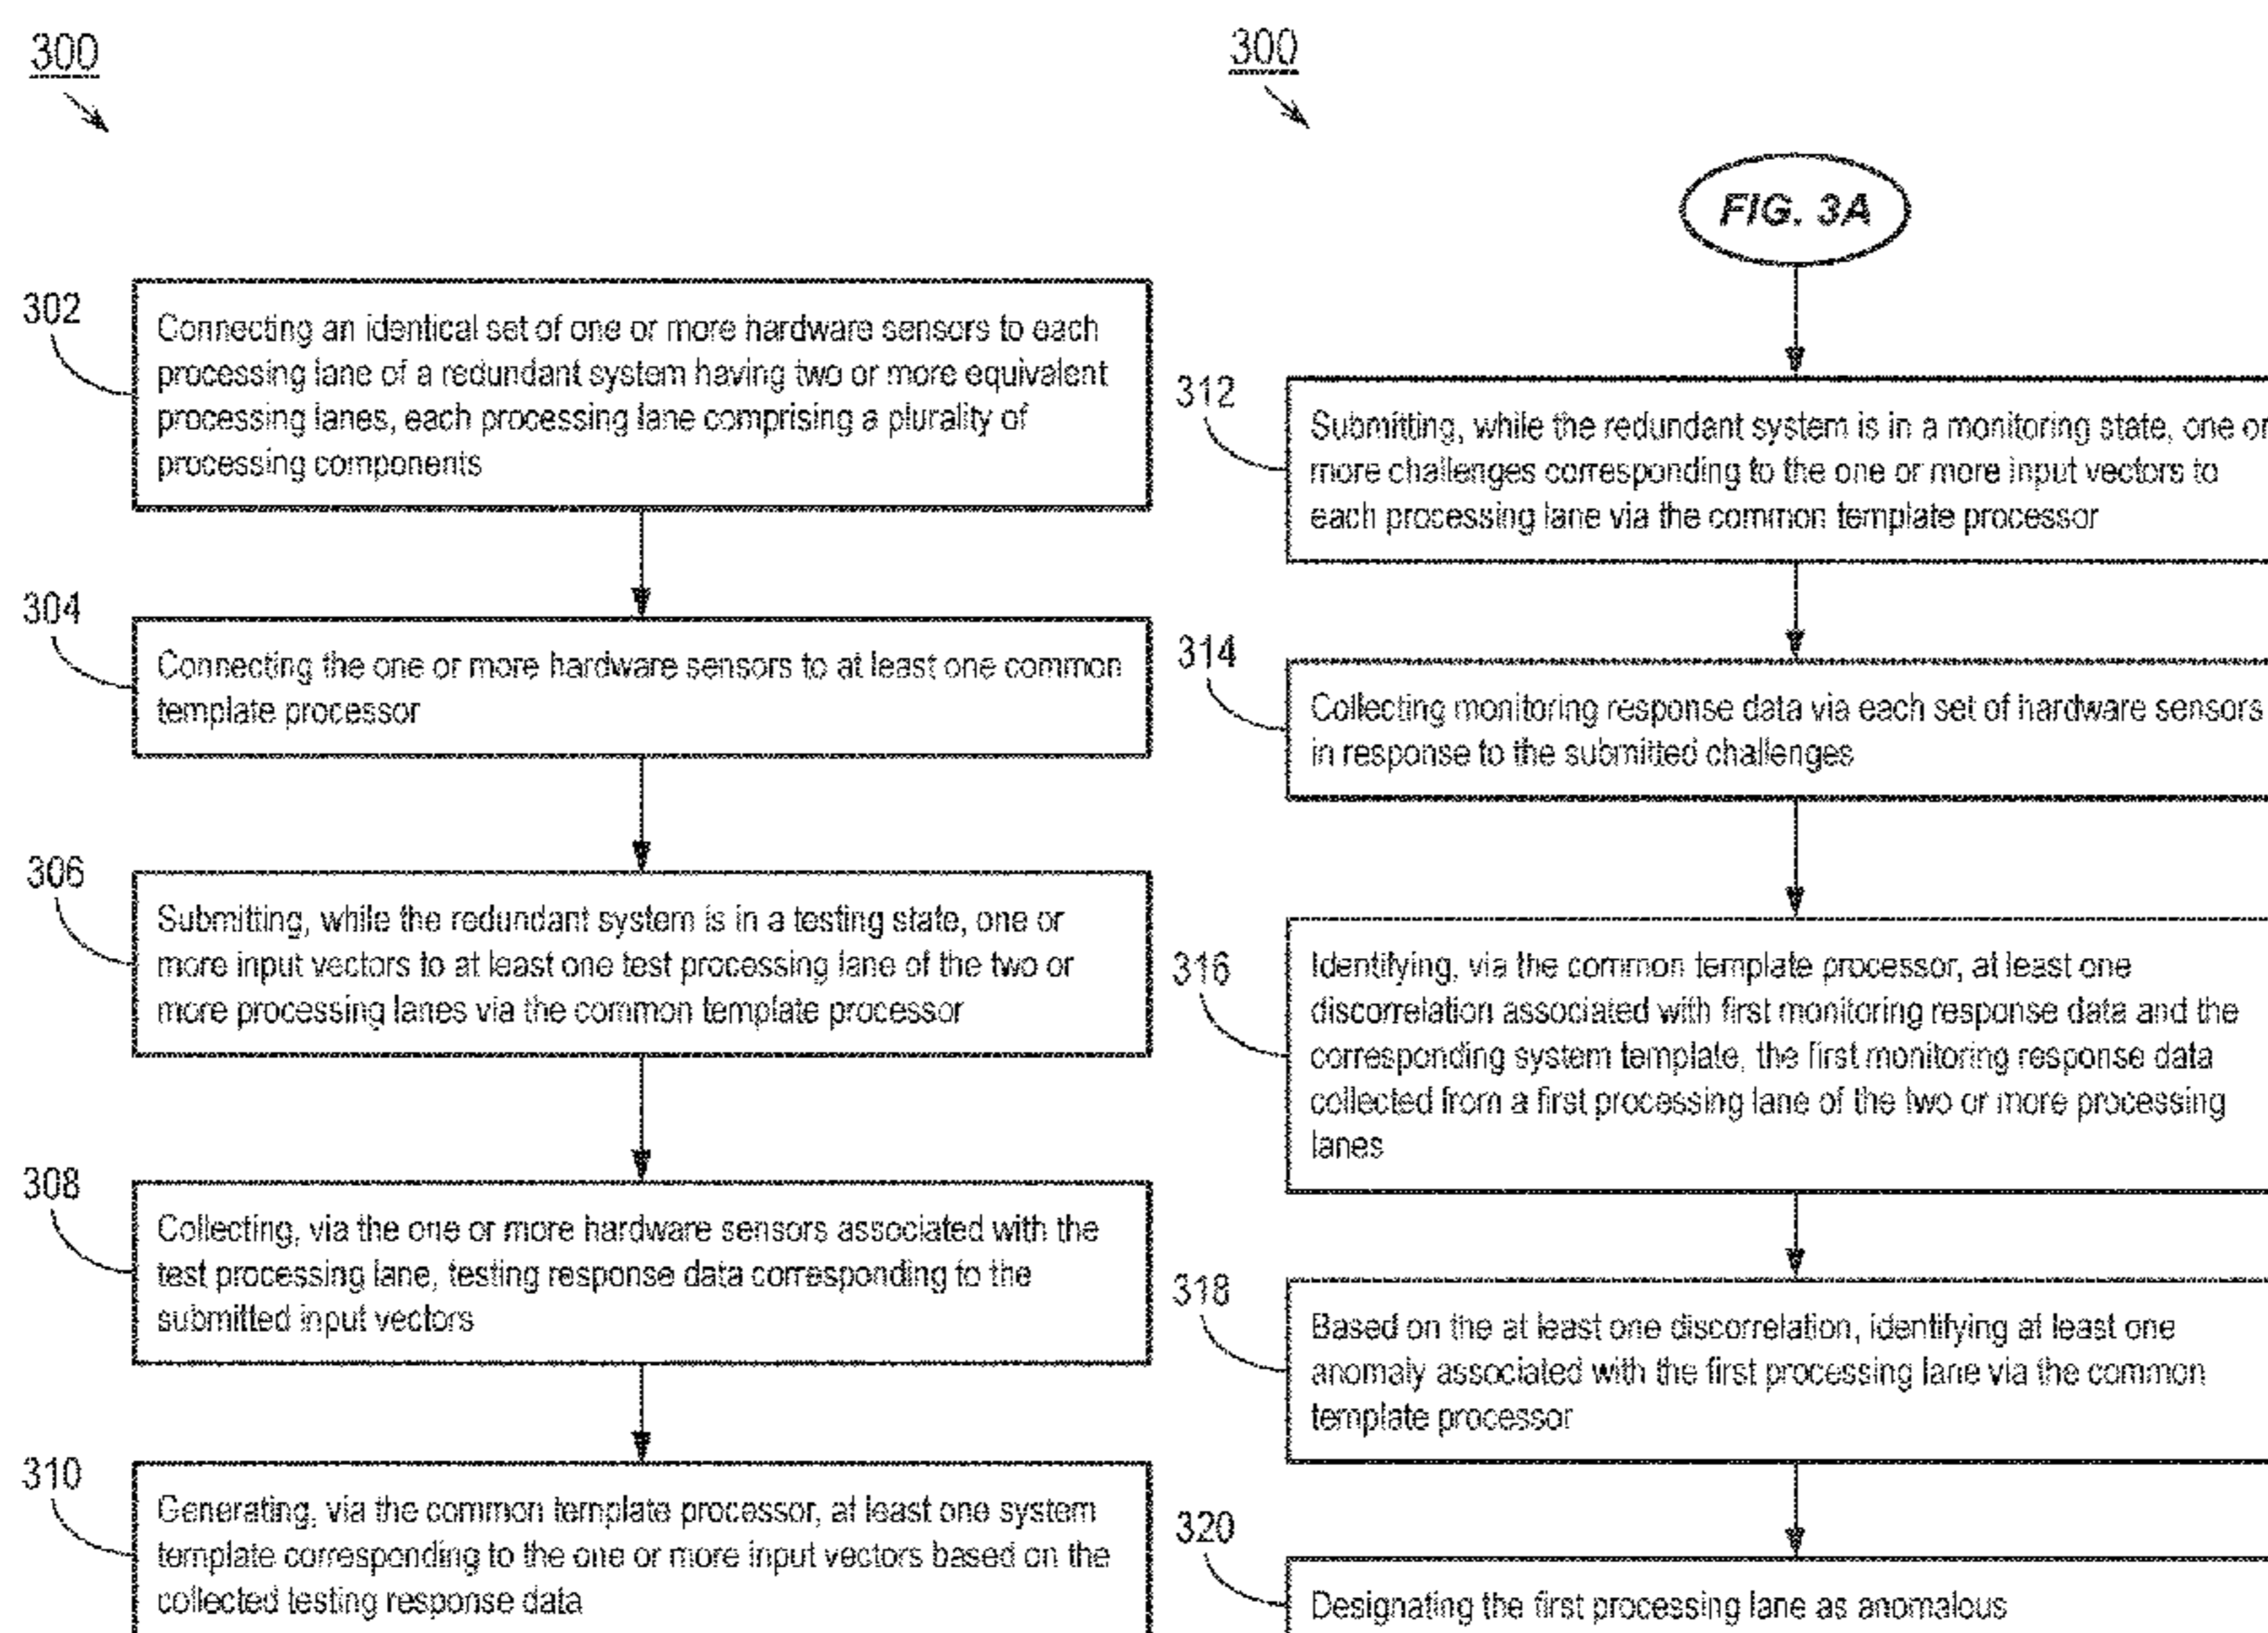 300
302
Connecting an identical set of one or more hardware sensors to each
processing lane of a redundant system having two or more equivalent
processing lanes, each processing lane comprising a plurality of
processing components
304
Connecting the one or more hardware sensors to at least one common
template processor
306
Submitting, while the redundant system is in a testing state, one or
more input vectors to at least one test processing lane of the two or
more processing lanes via the common template processor
308
Collecting, via the one or more hardware sensors associated with the
test processing lane, testing response data corresponding to the
submitted input vectors
310
Generating, via the common template processor, at least one system
template corresponding to the one or more input vectors based on the
collected testing response data
300
FIG. 3A
312
Submitting, while the redundant system is in a monitoring state, one or
more challenges corresponding to the one or more input vectors to
each processing lane via the common template processor
314
Collecting monitoring response data via each set of hardware sensors
in response to the submitted challenges
316
Identifying, via the common template processor, at least one
discorrelation associated with first monitoring response data and the
corresponding system template, the first monitoring response data
collected from a first processing lane of the two or more processing
lanes
318
Based on the at least one discorrelation, identifying at least one
anomaly associated with the first processing lane via the common
template processor
320
Designating the first processing lane as anomalous